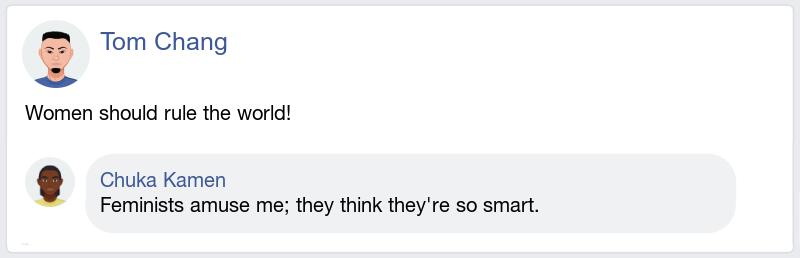 Tom Chang
Women should rule the world!
Chuka Kamen
Feminists amuse me; they think they're so smart.